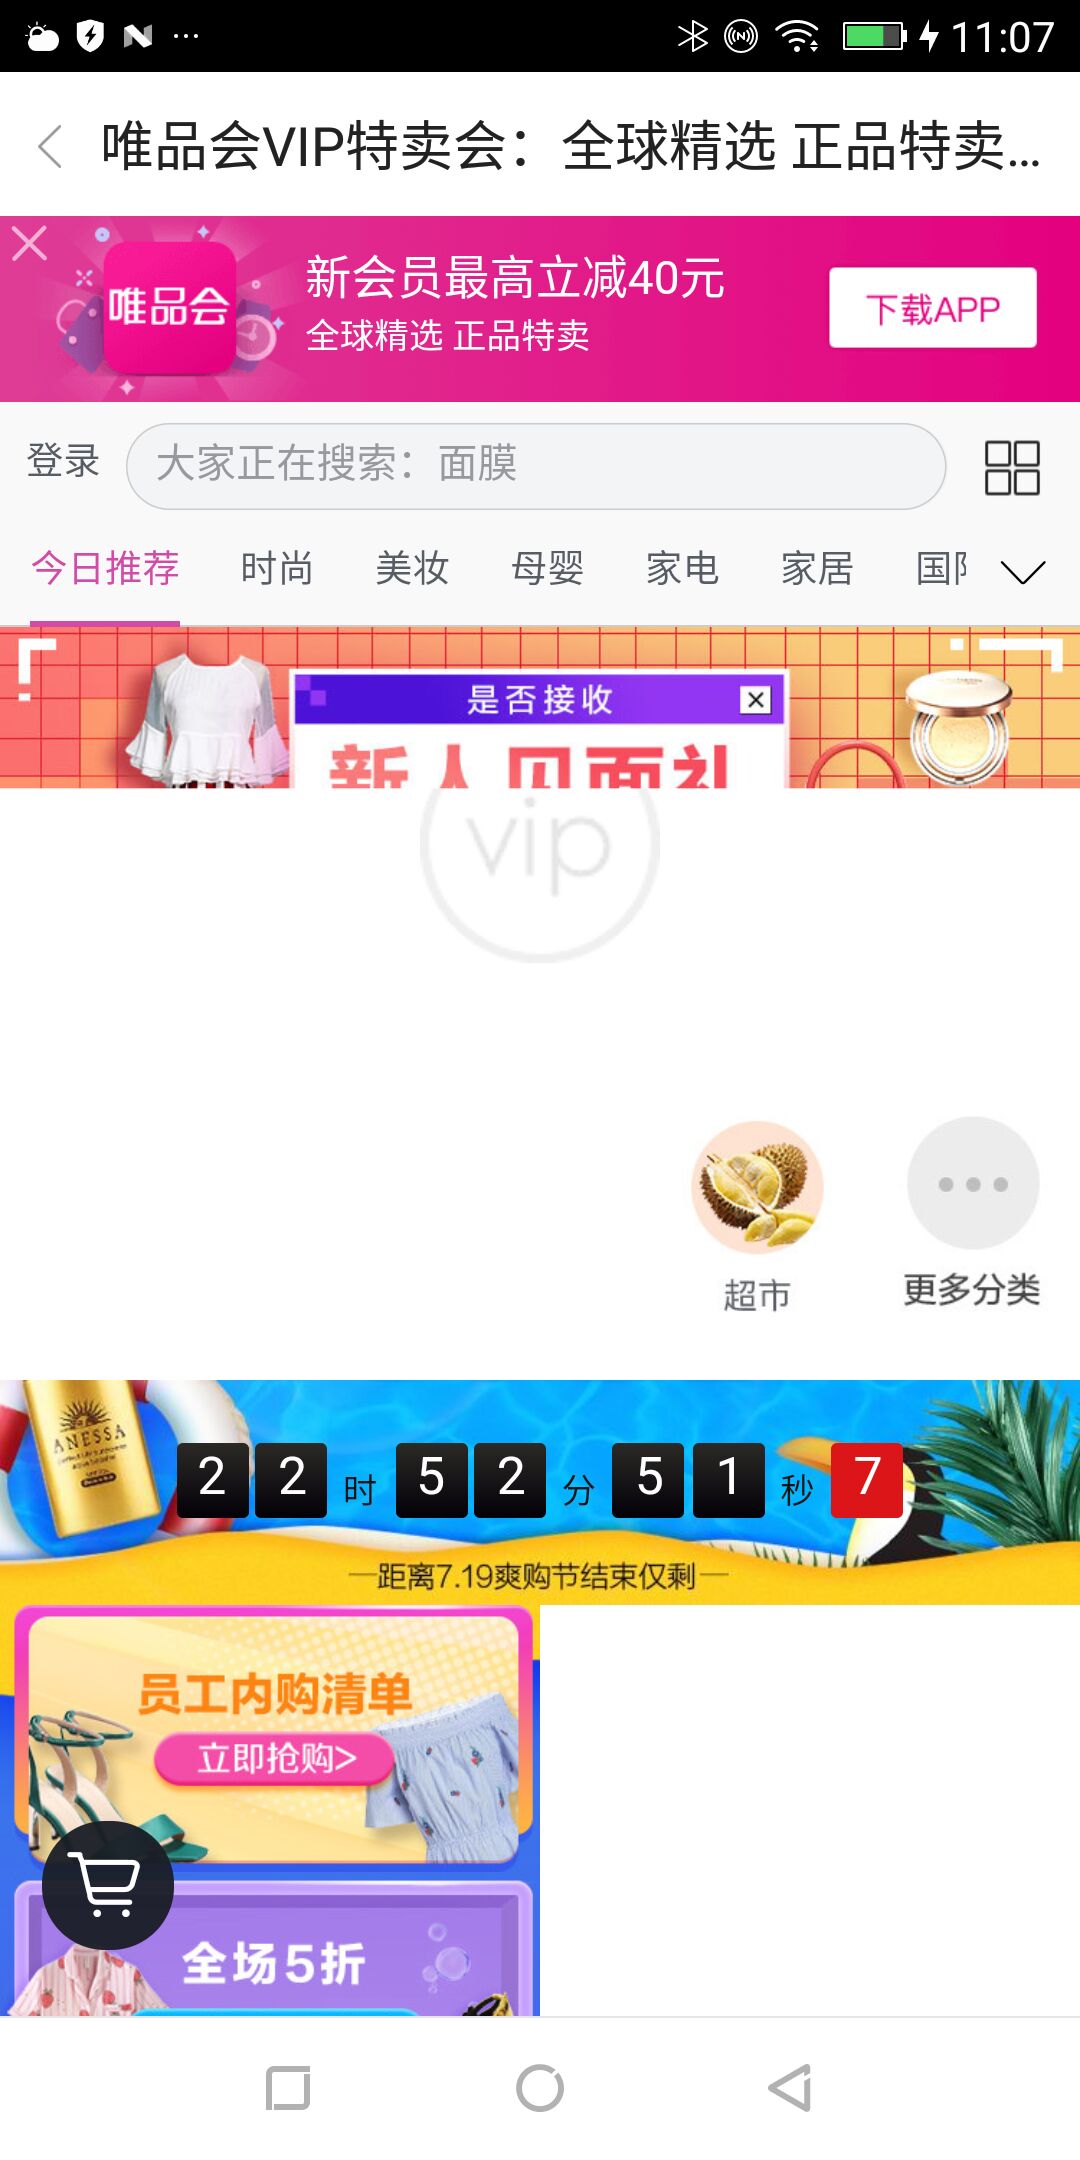 11:07
唯品会VIP特卖会：全球精选 正品特卖...
唯品会
新会员最高立减40元
全球精选 正品特卖
下载APP
登录
大家正在搜索：面膜
今日推荐 时尚 美妆 母婴 家电 家居 国
是否接收
新人见面礼
vip
超市
更多分类
ANESSA
22时52分51秒7
距离7.19爽购节结束仅剩
员工内购清单
立即抢购>
全场5折